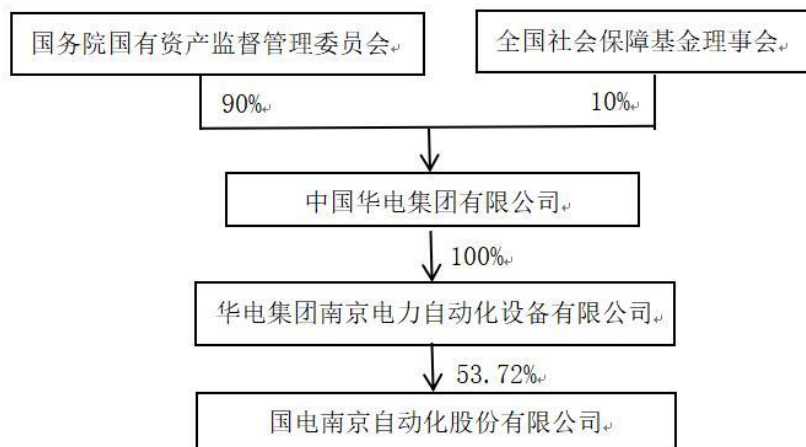 国务院国有资产监督管理委员会
全国社会保障基金理事会
90%
10%
中国华电集团有限公司
100%
华电集团南京电力自动化设备有限公司
53.72%
国电南京自动化股份有限公司